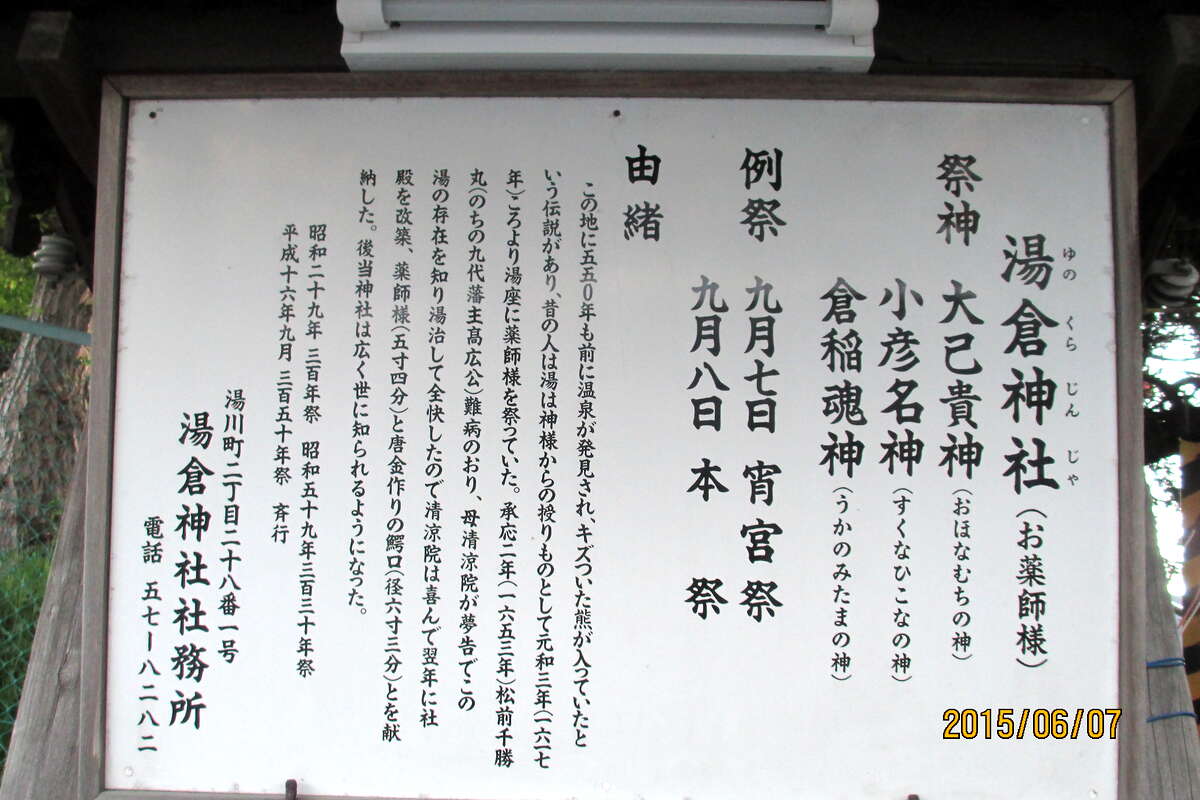 湯倉神社(お薬師様)
ゆの くら じん じゃ
祭神 大己貴神(おほなむちの神)
小彦名神(すくなひこなの神)
倉稲魂神(うかのみたまの神)
例祭 九月七日 宵宮祭
九月八日 本 祭
由緒
この地に五五0年も前に温泉が発見され、キズついた熊が入っていたと
いう伝説があり、昔の人は湯は神様からの授りものとして元和三年(一六一七
年)ころより湯座に薬師様を祭っていた。承応二年(一六五三年)松前千勝
丸(のちの九代藩主高広公)難病のおり、母清涼院が夢告でこの
湯の存在を知り湯治して全快したので清涼院は喜んで翌年に社
殿を改築、薬師様(五寸四分)と唐金作りの鰐口(径六寸三分)とを献
納した。後当神社は広く世に知られるようになった。
昭和二十九年 三百年祭 昭和五十九年三百三十年祭
平成十六年九月 三百五十年祭 斉行
湯川町二丁目二十八番一号
湯倉神社社務所
電話 五七ー八二八二
2015/06/07